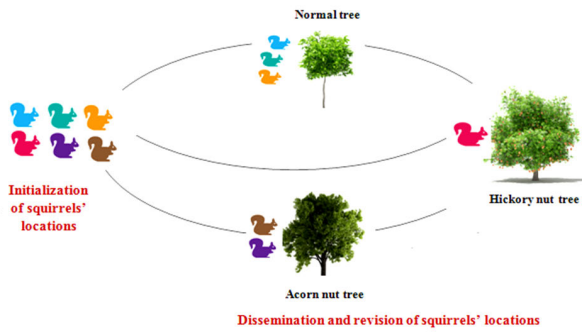 Normal tree
Initialization
of squirrels'
locations
Hickory nut tree
Acorn nut tree
Dissemination and revision of squirrels' locations